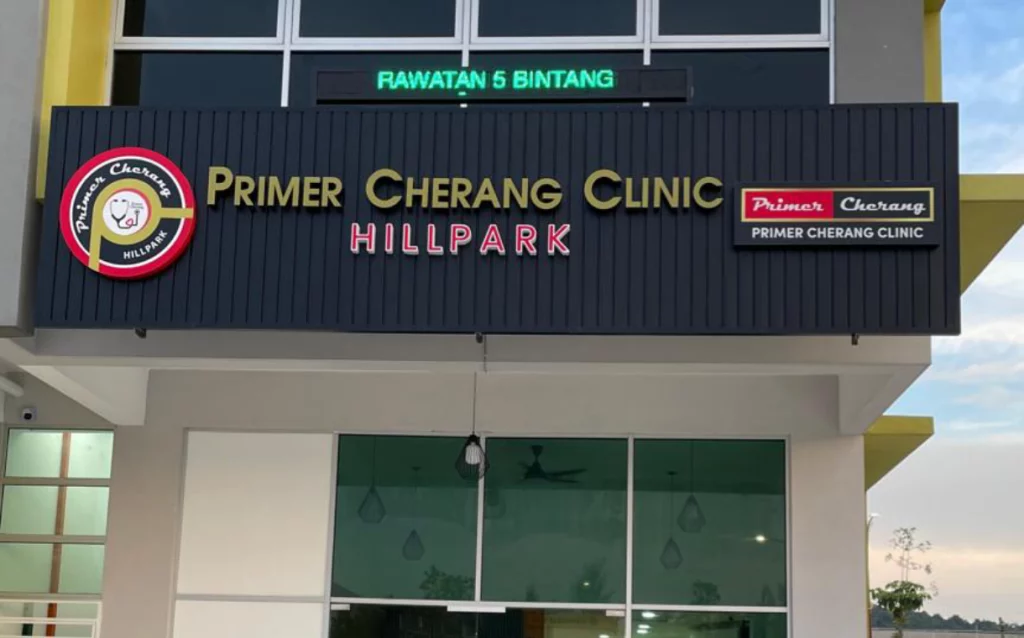 RAWATAN 5 BINTANG
Primer Cherang
HILLPARK
PRIMER CHERANG CLINIC
HILLPARK
Primer Cherang
PRIMER CHERANG CLINIC